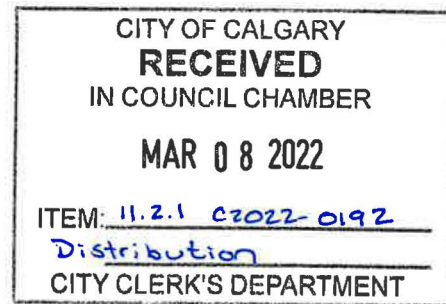 CITY OF CALGARY
RECEIVED
IN COUNCIL CHAMBER
MAR 08 2022
ITEM: 11.2.1 C2022-0192
Distribution
CITY CLERK'S DEPARTMENT